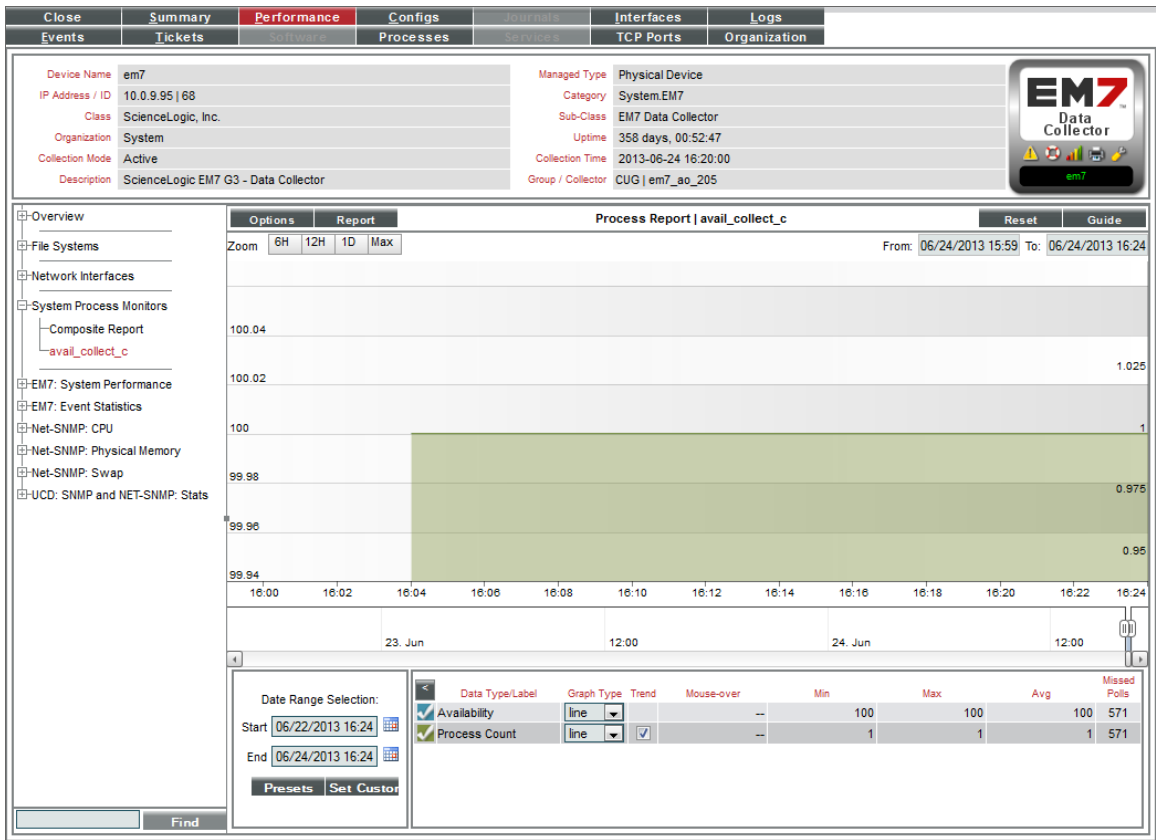 Close Summary Performance Configs Journals Interfaces Logs
Events Tickets Software Processes Services TCP Ports Organization
Device Name em7 Managed Type Physical Device
IP Address / ID 10.0.9.95 | 68 Category System.EM7
Class ScienceLogic, Inc. Sub-Class EM7 Data Collector
Organization System Uptime 358 days, 00:52:47
Collection Mode Active Collection Time 2013-06-24 16:20:00
Description ScienceLogic EM7 G3 - Data Collector Group / Collector CUG | em7_ao_205
EM7
Data
Collector
em7
Overview
File Systems
Network Interfaces
System Process Monitors
Composite Report
avail_collect_c
EM7: System Performance
EM7: Event Statistics
Net-SNMP: CPU
Net-SNMP: Physical Memory
Net-SNMP: Swap
UCD: SNMP and NET-SNMP: Stats
Find
Options Report Process Report | avail_collect_c Reset Guide
Zoom 6H 12H 1D Max From: 06/24/2013 15:59 To: 06/24/2013 16:24
100.04
1.025
100.02
100 1
99.98
0.975
99.96
0.95
99.94
16:00 16:02 16:04 16:06 16:08 16:10 16:12 16:14 16:16 16:18 16:20 16:22 16:24
23. Jun 12:00 24. Jun 12:00
Date Range Selection:
Start 06/22/2013 16:24
End 06/24/2013 16:24
Presets Set Custor
< Data Type/Label Graph Type Trend Mouse-over Min Max Avg Missed Polls
Availability line -- 100 100 100 571
Process Count line -- 1 1 1 571